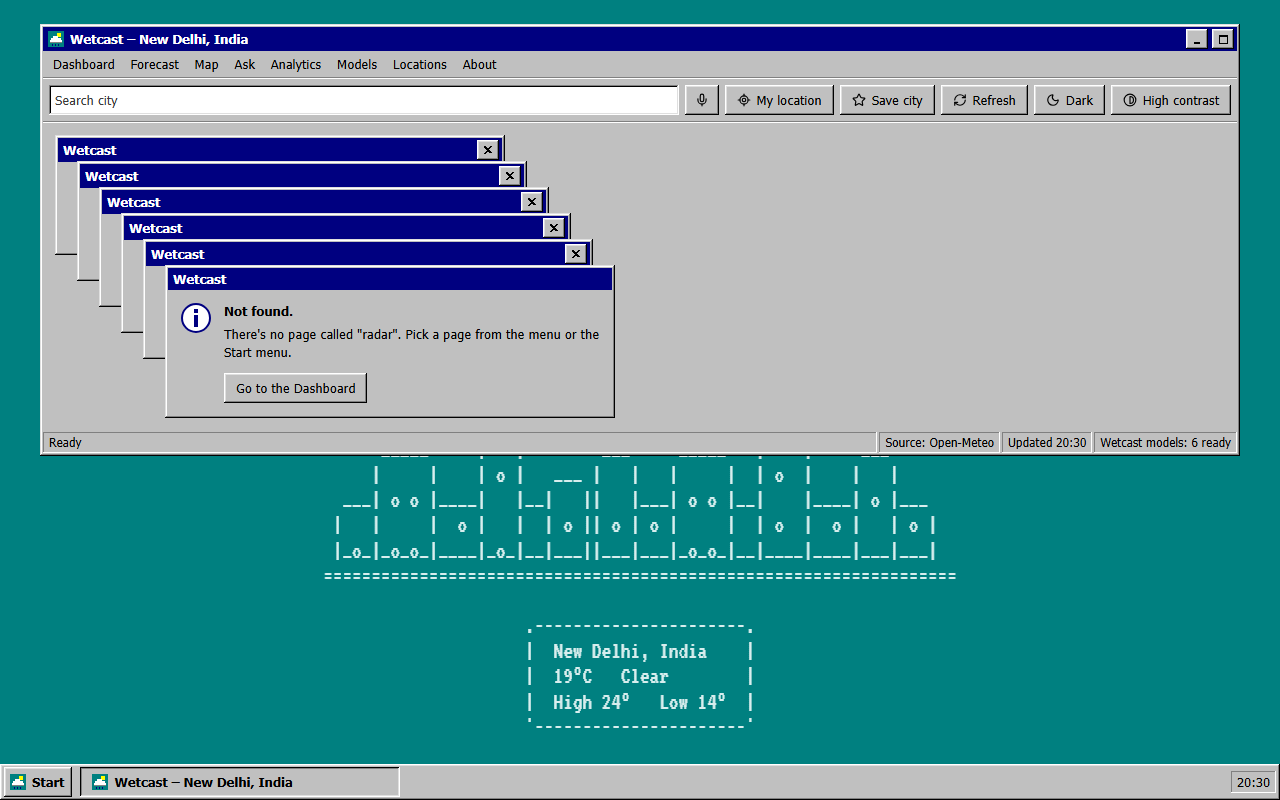 Wetcast – New Delhi, India
Dashboard Forecast Map Ask Analytics Models Locations About
Search city My location Save city Refresh Dark High contrast
Wetcast
Wetcast
Wetcast
Wetcast
Wetcast
Wetcast
Not found.
There's no page called "radar". Pick a page from the menu or the
Start menu.
Go to the Dashboard
Ready Source: Open-Meteo Updated 20:30 Wetcast models: 6 ready
New Delhi, India
19°C Clear
High 24° Low 14°
Start Wetcast – New Delhi, India 20:30